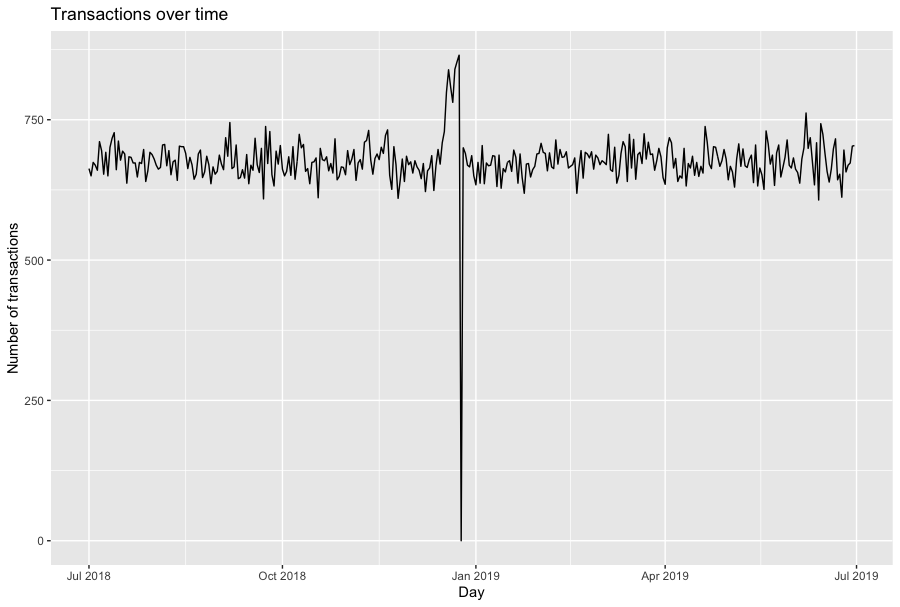 Transactions over time
Number of transactions
750
500
250
0
Jul 2018
Oct 2018
Jan 2019
Apr 2019
Jul 2019
Day